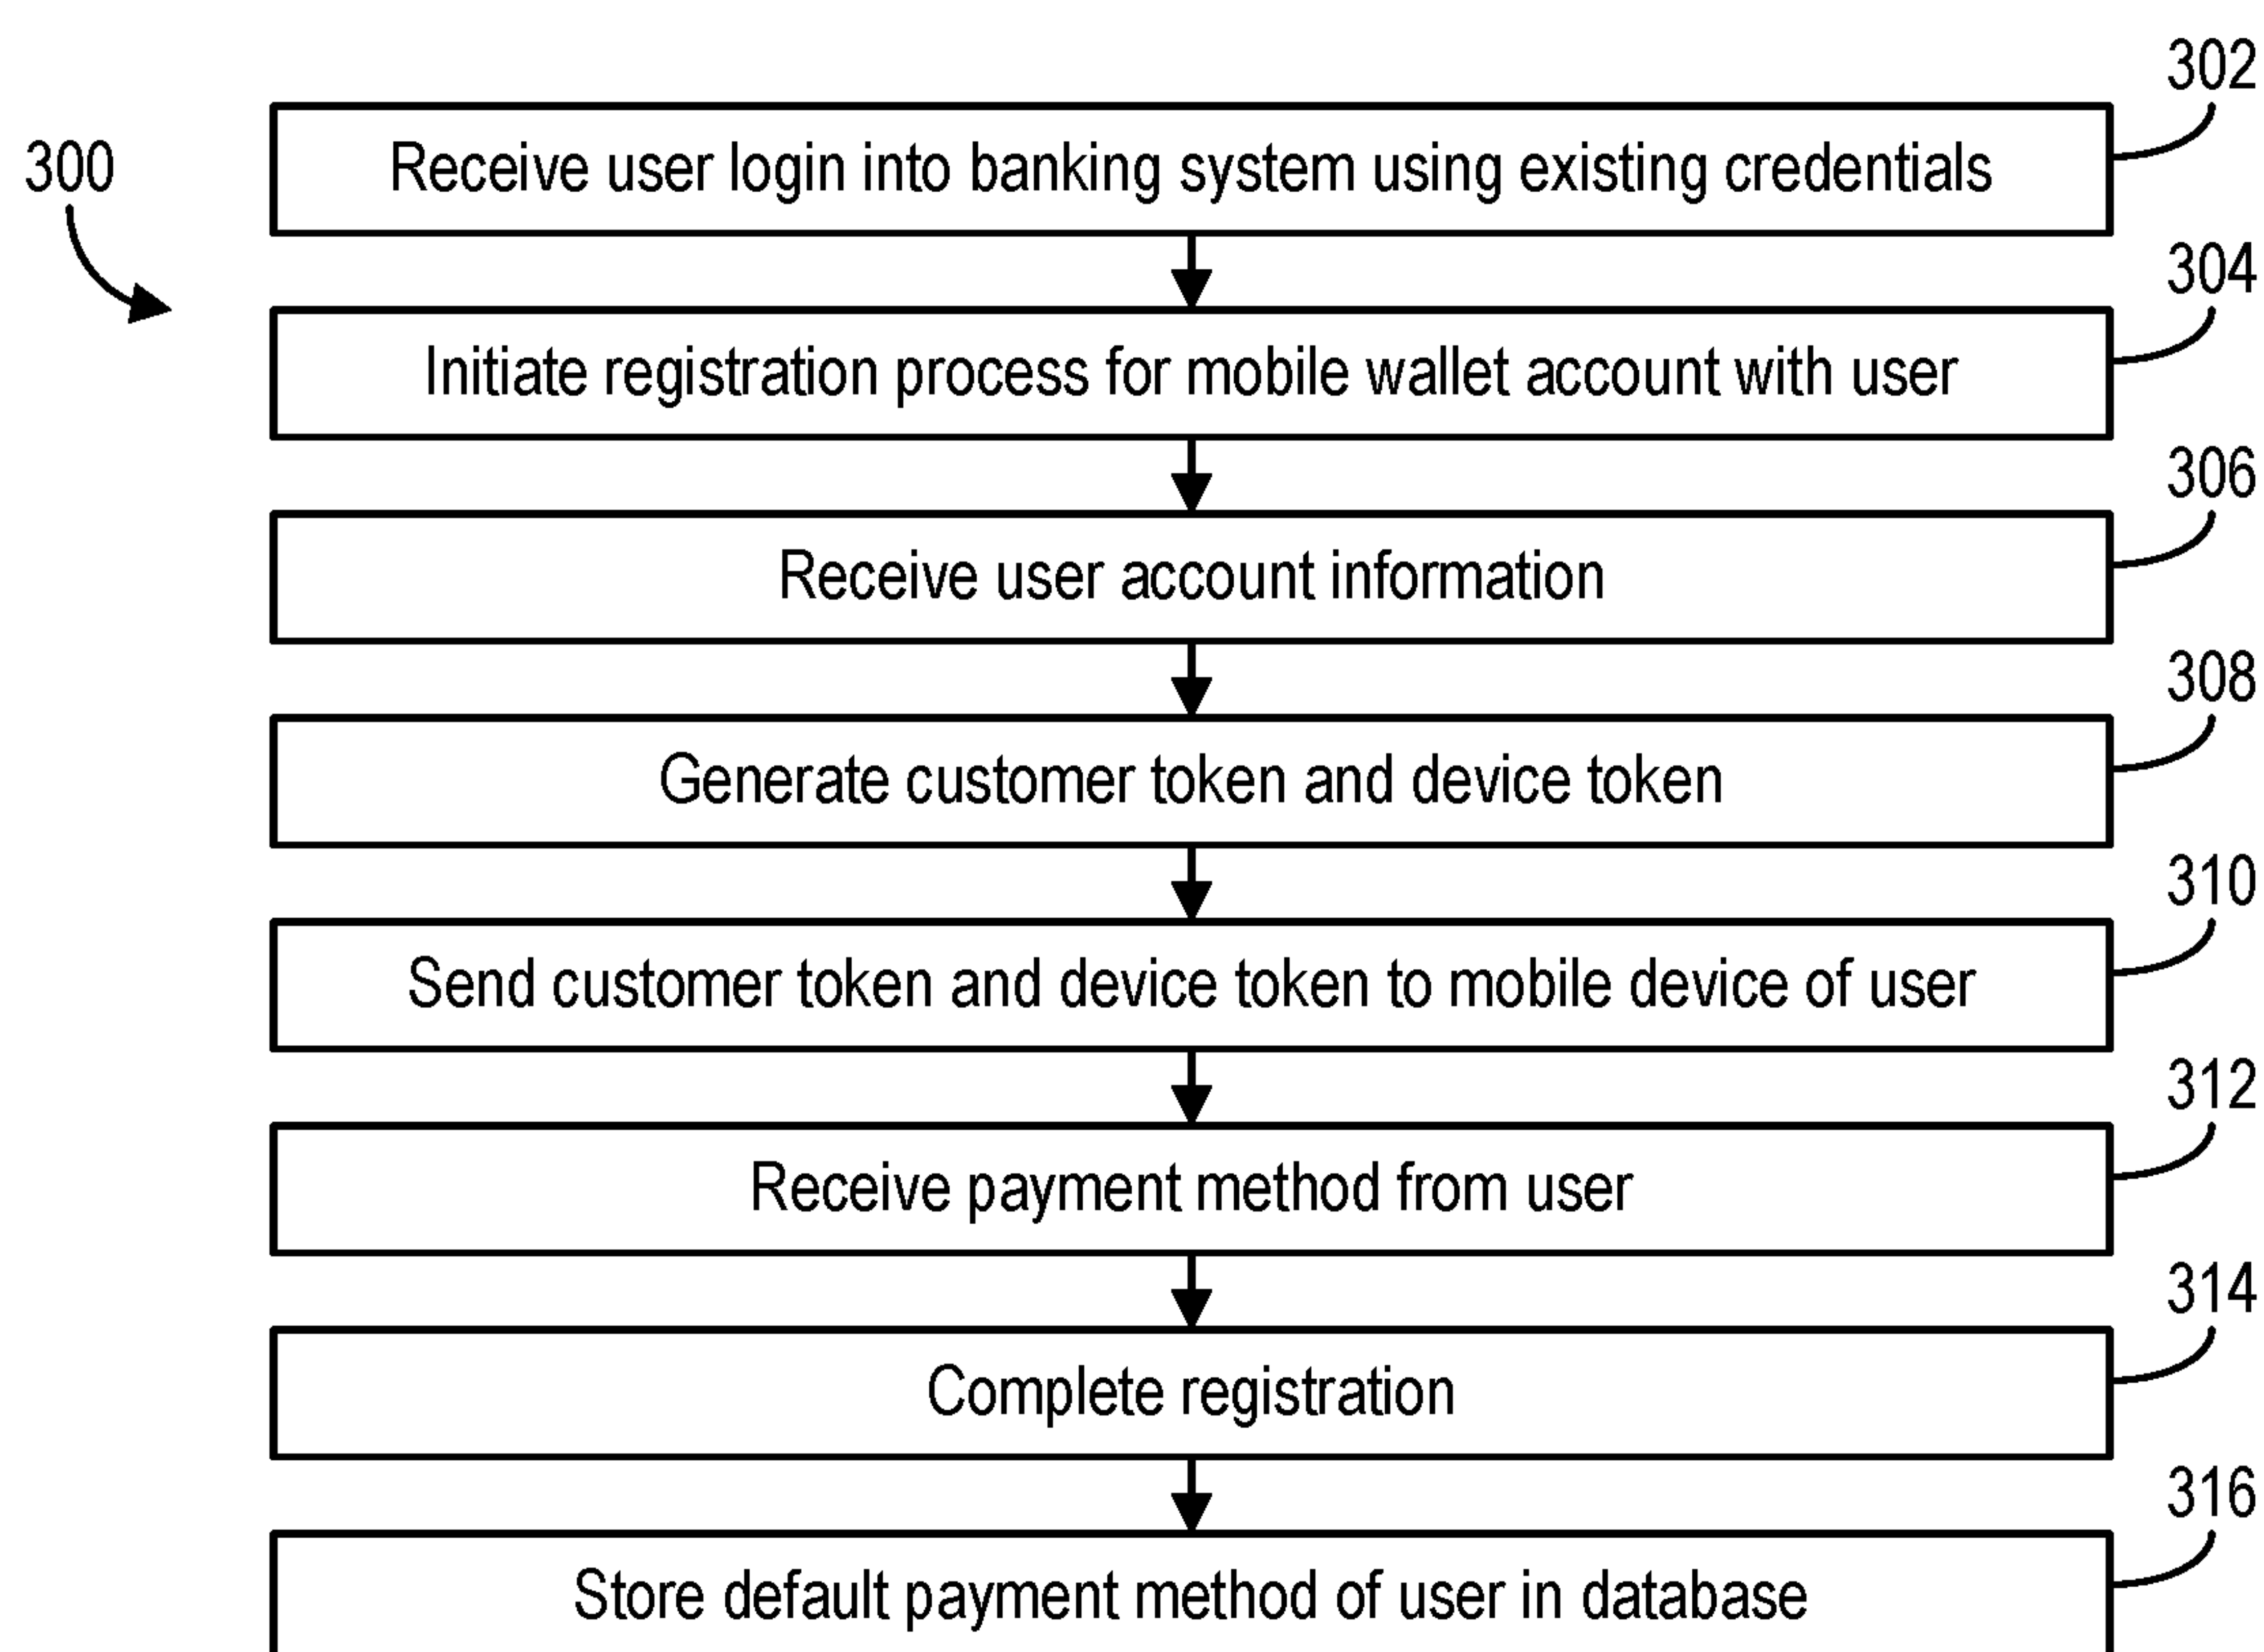 302
300
Receive user login into banking system using existing credentials
304
Initiate registration process for mobile wallet account with user
306
Receive user account information
308
Generate customer token and device token
310
Send customer token and device token to mobile device of user
312
Receive payment method from user
314
Complete registration
316
Store default payment method of user in database